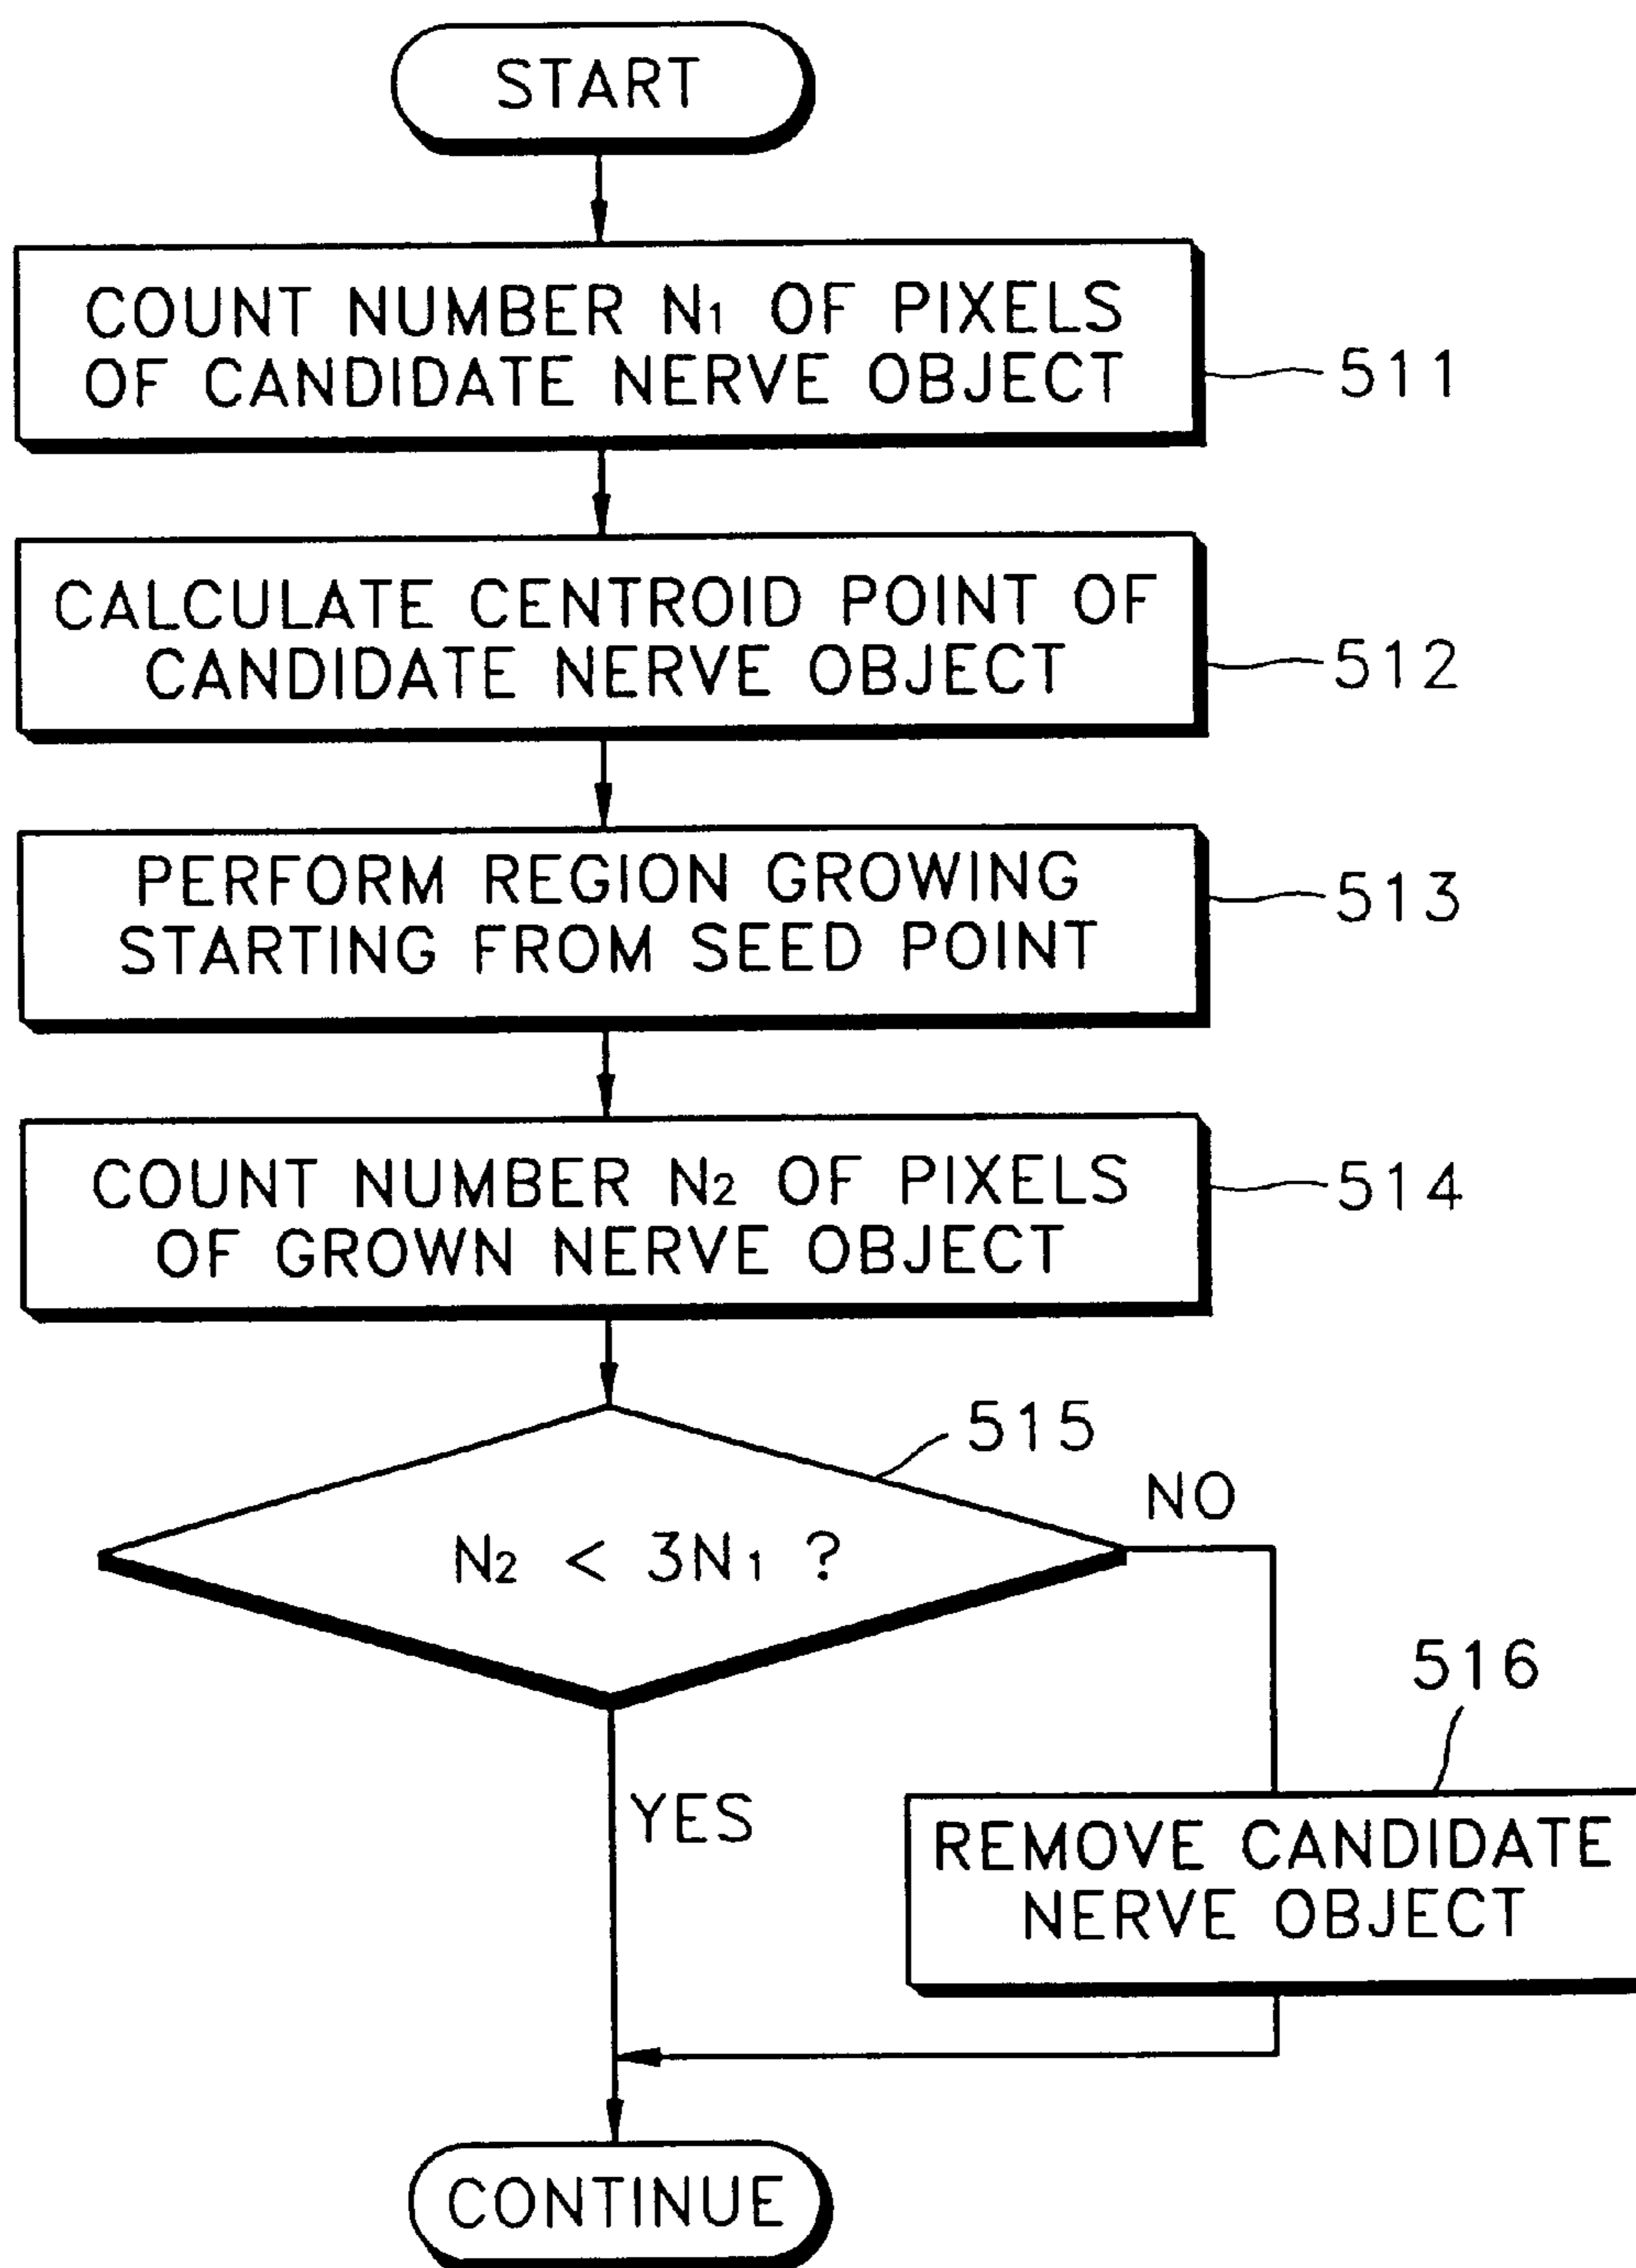 START
COUNT NUMBER N1 OF PIXELS
OF CANDIDATE NERVE OBJECT
511
CALCULATE CENTROID POINT OF
CANDIDATE NERVE OBJECT
512
PERFORM REGION GROWING
STARTING FROM SEED POINT
513
COUNT NUMBER N2 OF PIXELS
OF GROWN NERVE OBJECT
514
515
NO
N2 < 3N1 ?
516
YES
REMOVE CANDIDATE
NERVE OBJECT
CONTINUE